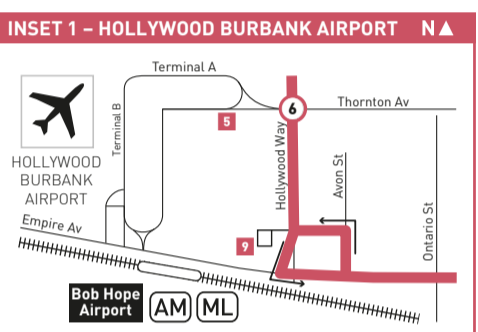 INSET 1 – HOLLYWOOD BURBANK AIRPORT N▲
Terminal A
6
Thornton Av
5
Terminal B
Hollywood Way
Avon St
Ontario St
HOLLYWOOD
BURBANK
AIRPORT
Empire Av
9
Bob Hope
Airport
AM
ML